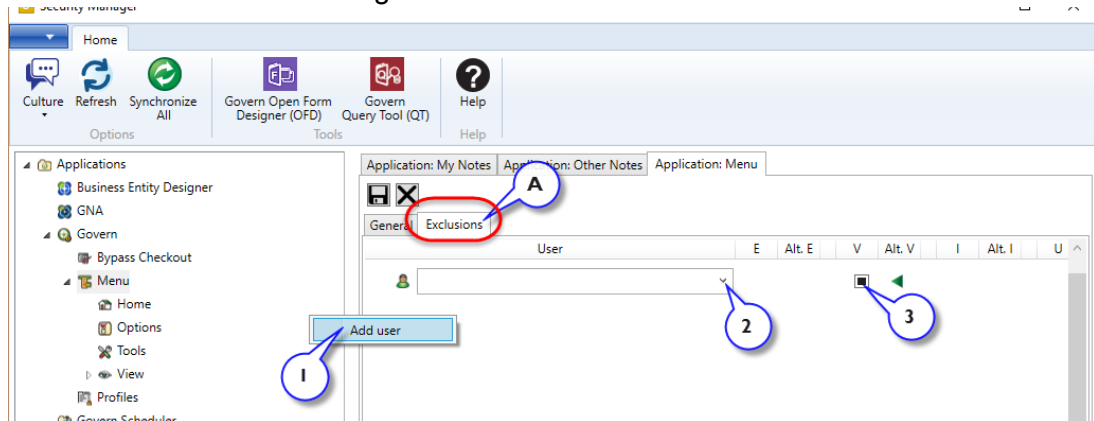 Security Manager
Home
Culture
Refresh
Synchronize
All
Govern Open Form
Designer (OFD)
Govern
Query Tool (QT)
Help
Options
Tools
Help
Applications
Business Entity Designer
GNA
Govern
Bypass Checkout
Menu
Home
Options
Tools
View
Profiles
Govern Scheduler
Application: My Notes
Application: Other Notes
Application: Menu
A
General
Exclusions
User E Alt. E V Alt. V I Alt. I U
Add user
1
2
3